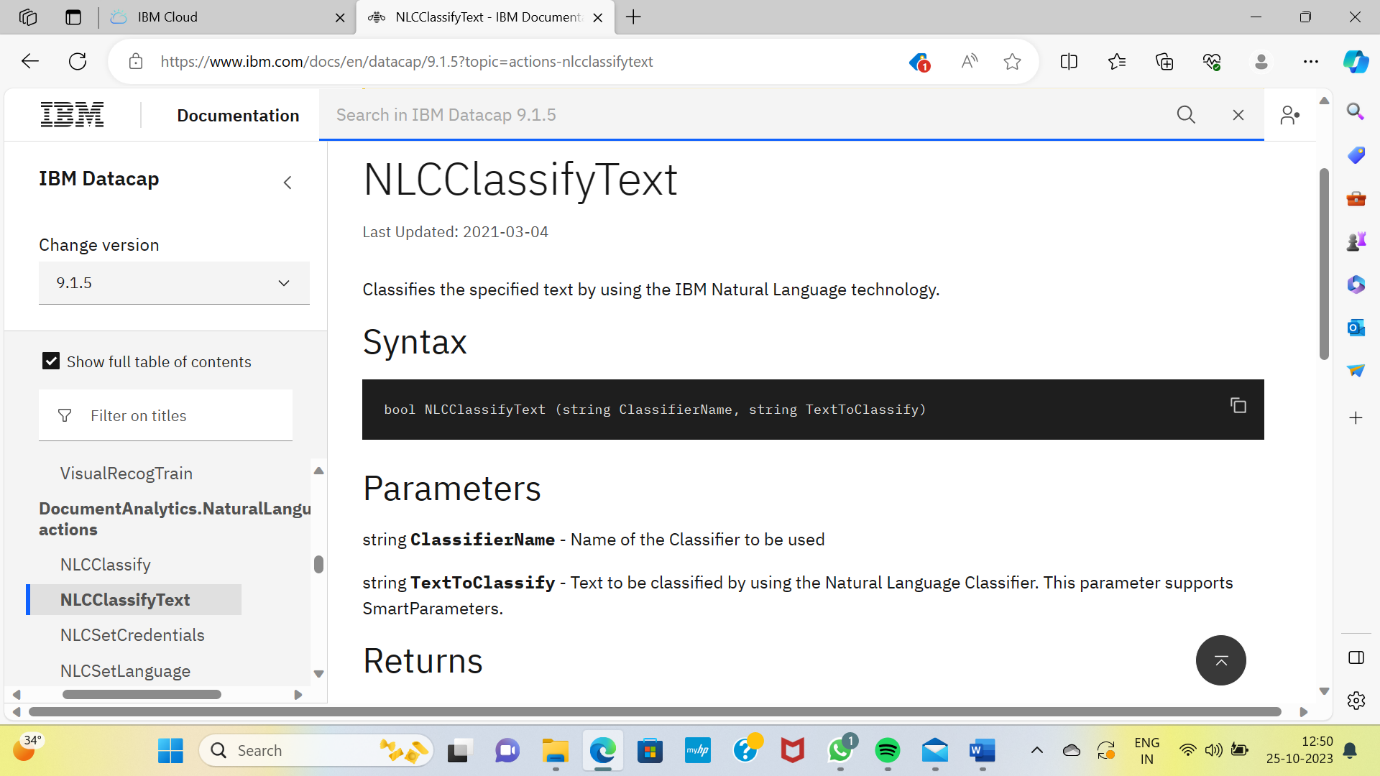 IBM Cloud
NLCClassifyText - IBM Documenta
https://www.ibm.com/docs/en/datacap/9.1.5?topic=actions-nlcclassifytext
1
IBM
Documentation
Search in IBM Datacap 9.1.5
IBM Datacap
Change version
9.1.5
Show full table of contents
Filter on titles
VisualRecogTrain
DocumentAnalytics.NaturalLangu
actions
NLCClassify
NLCClassifyText
NLCSetCredentials
NLCSetLanguage
NLCClassifyText
Last Updated: 2021-03-04
Classifies the specified text by using the IBM Natural Language technology.
Syntax
bool NLCClassifyText (string ClassifierName, string TextToClassify)
Parameters
string ClassifierName - Name of the Classifier to be used
string TextToClassify - Text to be classified by using the Natural Language Classifier. This parameter supports
SmartParameters.
Returns
34°
Search
myhp
1
ENG
IN
12:50
25-10-2023